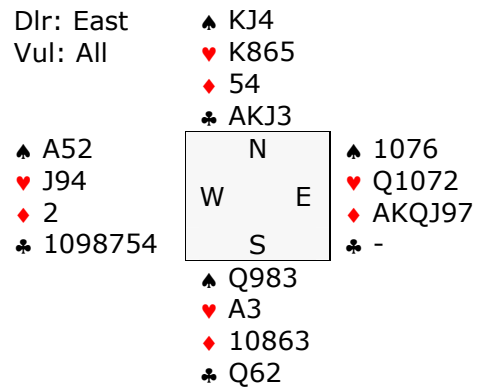 Dlr: East
Vul: All
♠ KJ4
♥ K865
♦ 54
♣ AKJ3
♠ A52
♥ J94
♦ 2
♣ 1098754
N
W E
S
♠ 1076
♥ Q1072
♦ AKQJ97
♣ -
♠ Q983
♥ A3
♦ 10863
♣ Q62